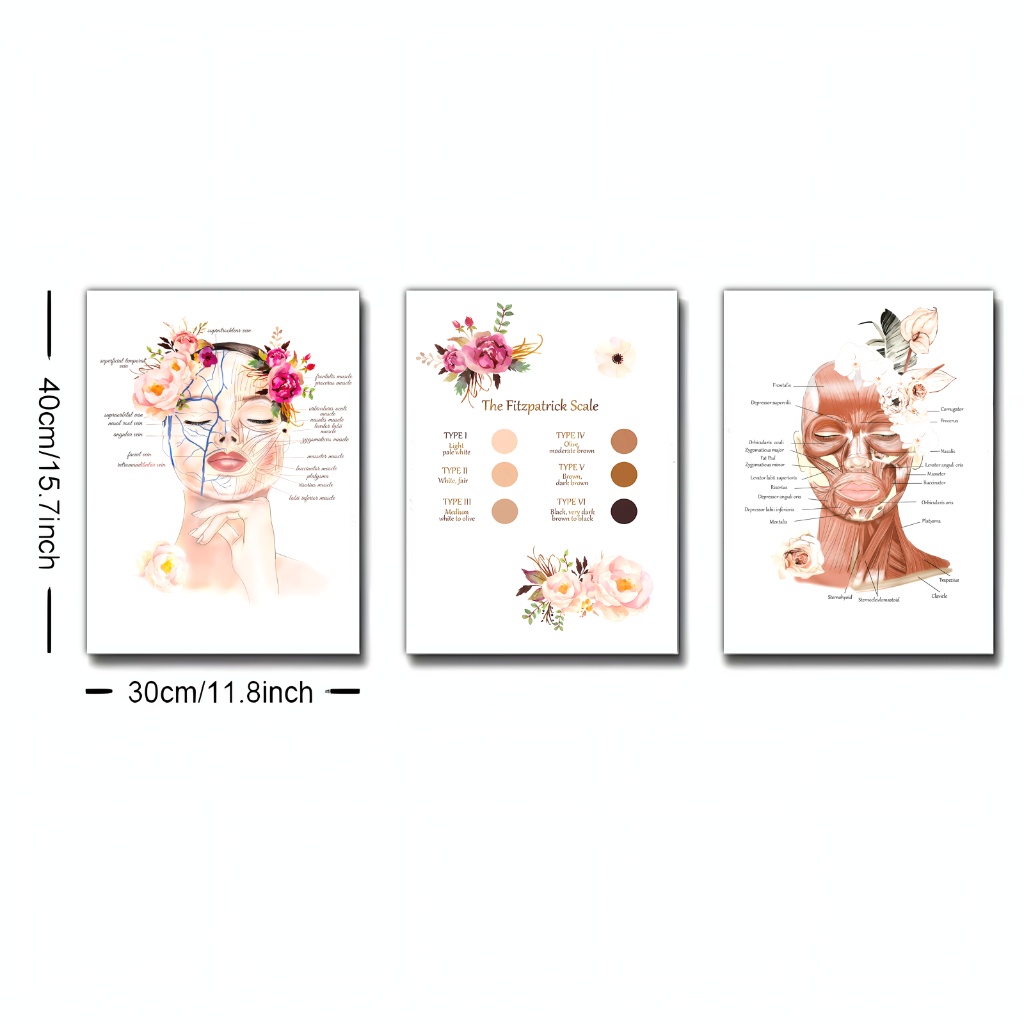 40cm/15.7inch
30cm/11.8inch
supratrochlear vein
superficial temporal
vein
supraorbital vein
nasal root vein
angular vein
facial vein
retromandibular vein
frontalis muscle
procerus muscle
orbicularis oculi
muscle
nasalis muscle
levator labii
muscle
zygomaticus muscle
masseter muscle
buccinator muscle
platysma
risorius muscle
labii inferior muscle
The Fitzpatrick Scale
TYPE I
Light
pale white
TYPE II
White, fair
TYPE III
Medium
white to olive
TYPE IV
Olive,
moderate brown
TYPE V
Brown,
dark brown
TYPE VI
Black, very dark
brown to black
Frontalis
Depressor supercilii
Orbicularis oculi
Zygomaticus major
Fat Pad
Zygomaticus minor
Levator labii superioris
Risorius
Depressor anguli oris
Depressor labii inferioris
Mentalis
Corrugator
Procerus
Nasalis
Levator anguli oris
Masseter
Buccinator
Orbicularis oris
Platysma
Trapezius
Clavicle
Sternohyoid
Sternocleidomastoid